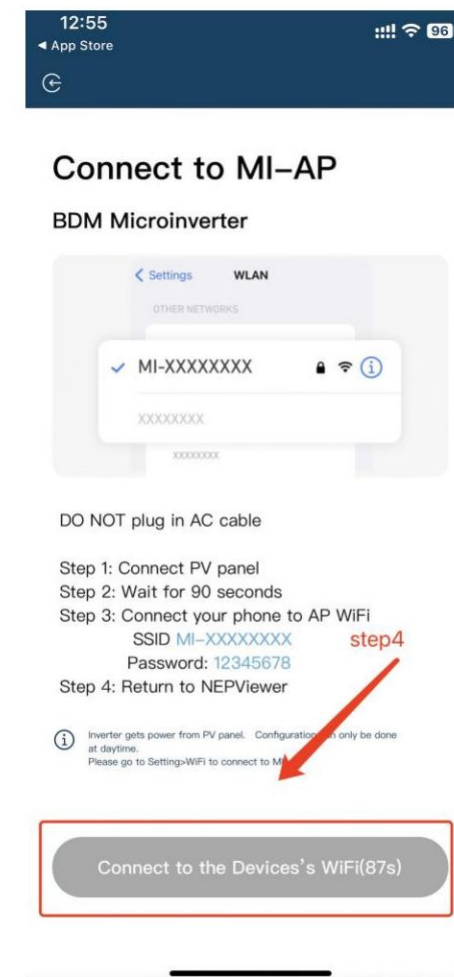 12:55
96
◀ App Store
Connect to MI–AP
BDM Microinverter
Settings WLAN
OTHER NETWORKS
MI-XXXXXXXX
XXXXXXXX
XXXXXXXX
DO NOT plug in AC cable
Step 1: Connect PV panel
Step 2: Wait for 90 seconds
Step 3: Connect your phone to AP WiFi
SSID MI–XXXXXXXX
step4
Password: 12345678
Step 4: Return to NEPViewer
Inverter gets power from PV panel. Configuration only be done
at daytime.
Please go to Setting>WiFi to connect to
Connect to the Devices's WiFi(87s)